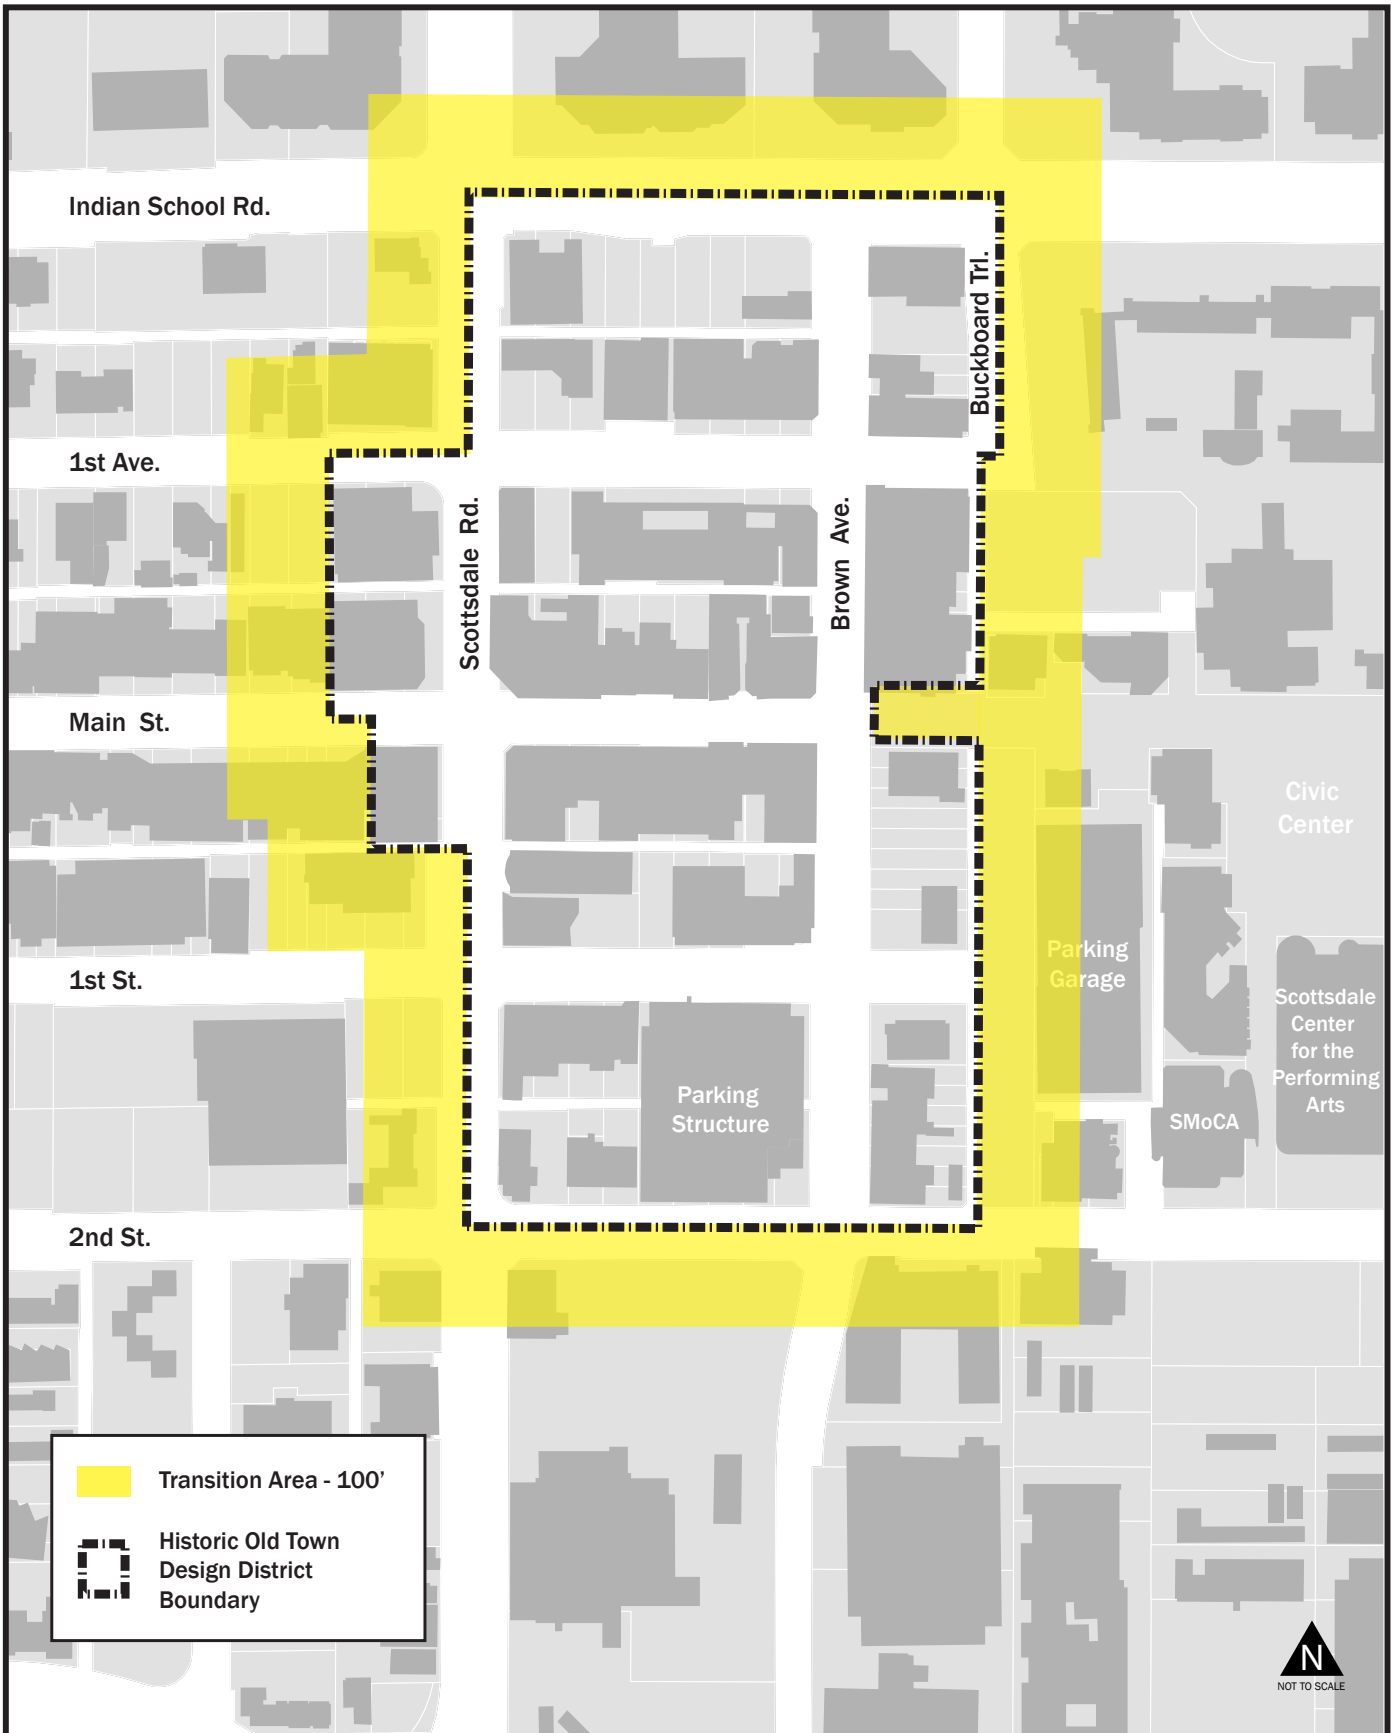 Indian School Rd.
Buckboard Trl.
1st Ave.
Scottsdale Rd.
Brown Ave.
Main St.
Civic
Center
Parking
Garage
1st St.
Scottsdale
Center
for the
Performing
Arts
Parking
Structure
SMoCA
2nd St.
Transition Area - 100’
Historic Old Town
Design District
Boundary
N
NOT TO SCALE